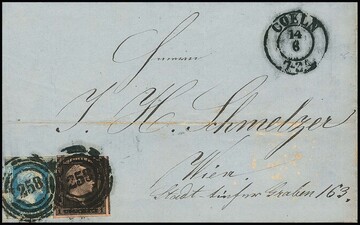 COELN
14
6
Herrn
J. H. Schmelzer
Wien.
Stadt tiefer Graben 163.
258
258